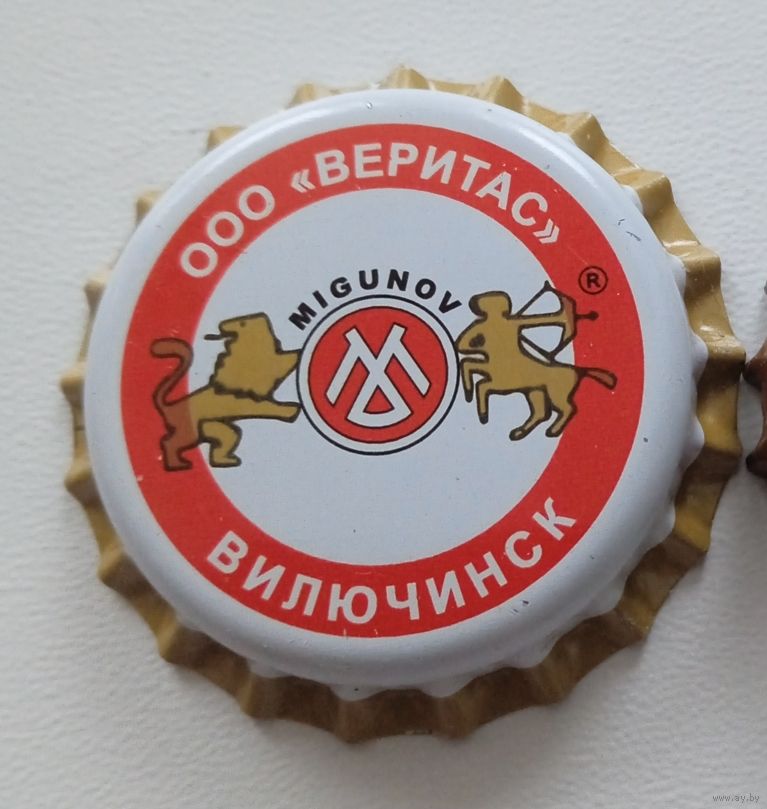 ООО «ВЕРИТАС»
®
MIGUNOV
М
ВИЛЮЧИНСК
www.ay.by